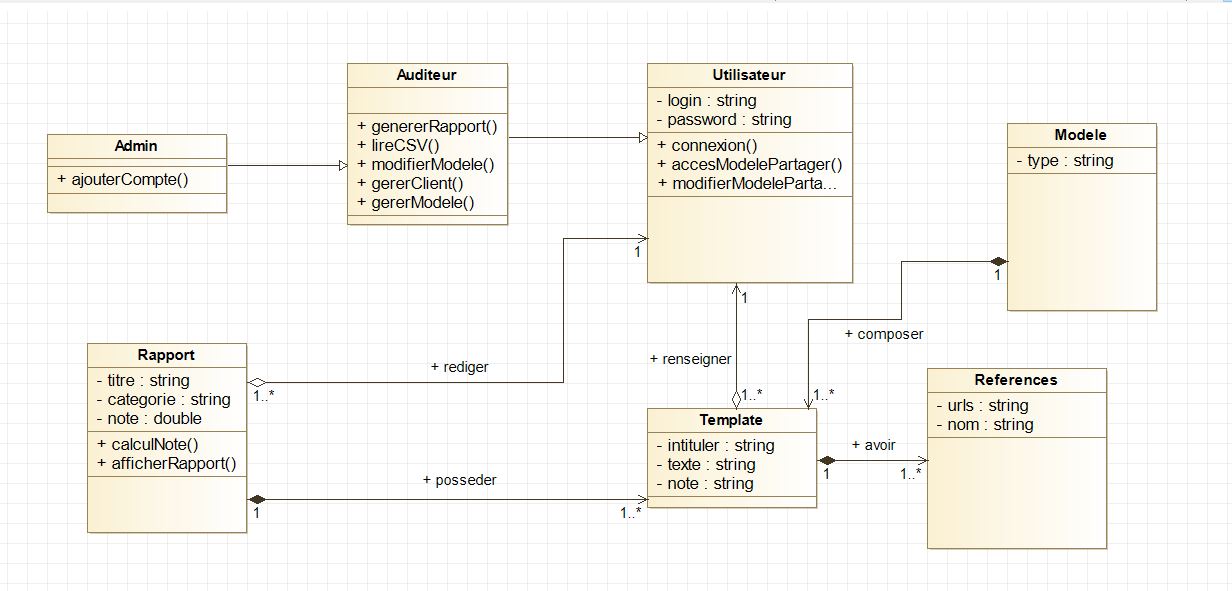 Admin
+ ajouterCompte()
Auditeur
+ genererRapport()
+ lireCSV()
+ modifierModele()
+ gererClient()
+ gererModele()
Utilisateur
- login : string
- password : string
+ connexion()
+ accesModelePartager()
+ modifierModeleParta...
Modele
- type : string
1
1
1
+ composer
+ renseigner
1..*
1..*
+ rediger
Rapport
- titre : string
- categorie : string
- note : double
+ calculNote()
+ afficherRapport()
1..*
+ posseder
1
1..*
Template
- intituler : string
- texte : string
- note : string
+ avoir
1
1..*
References
- urls : string
- nom : string